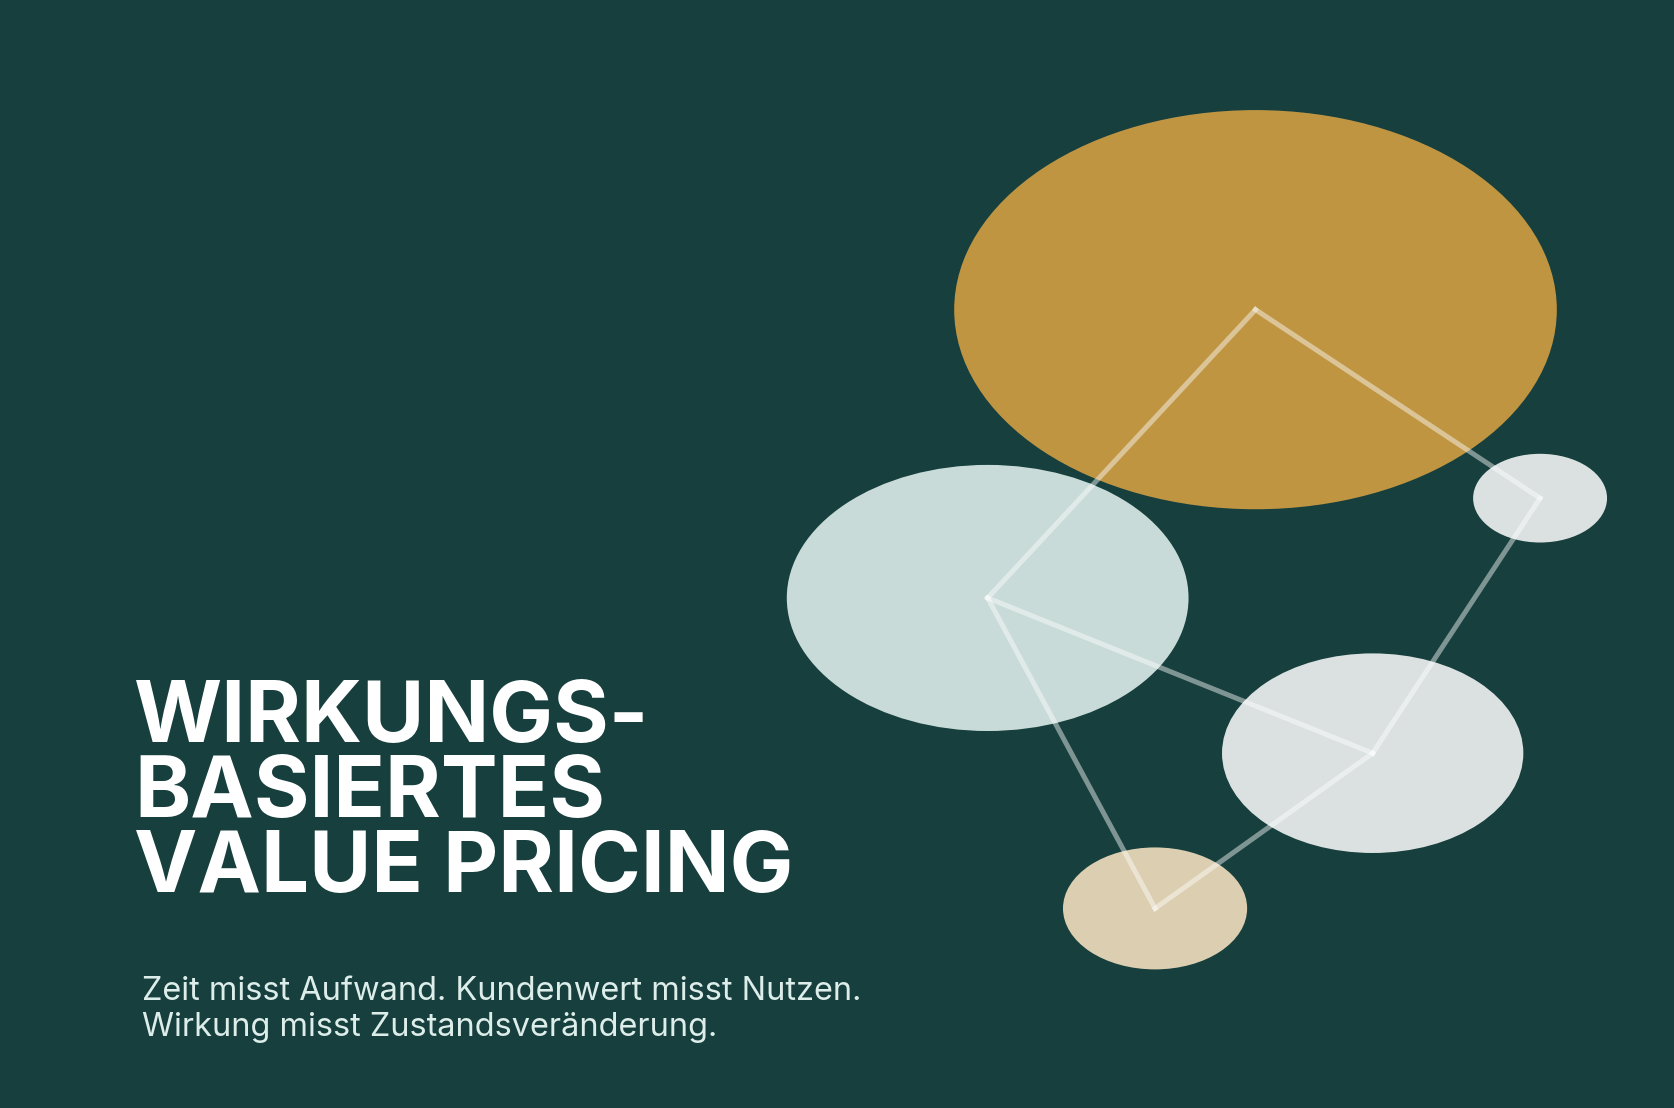 WIRKUNGS-
BASIERTES
VALUE PRICING
Zeit misst Aufwand. Kundenwert misst Nutzen.
Wirkung misst Zustandsveränderung.